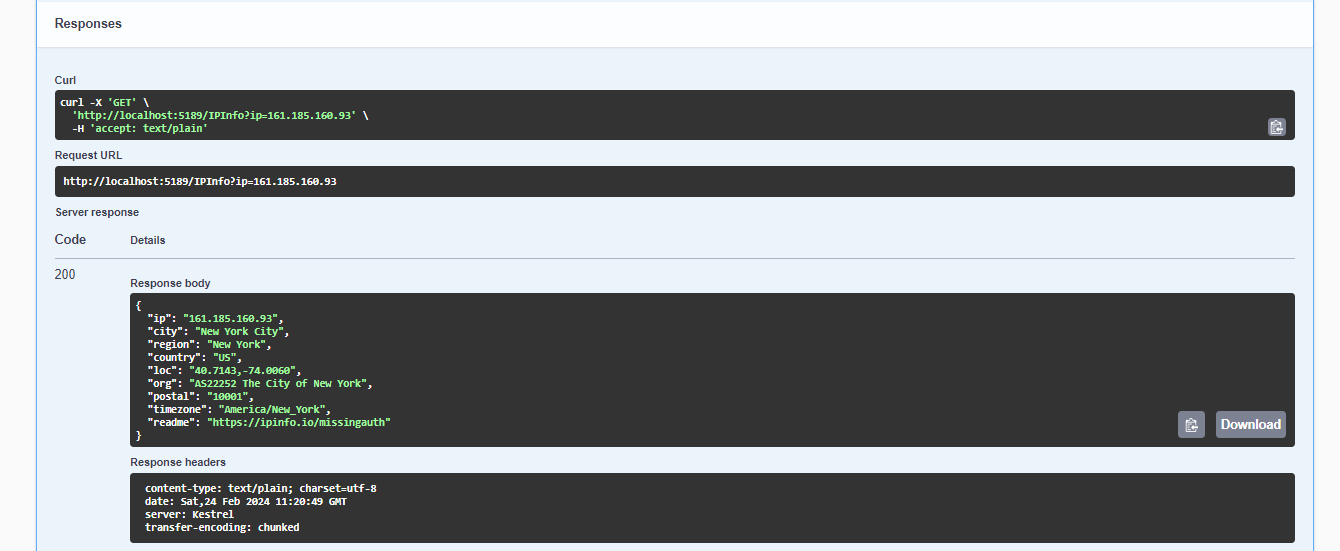 Responses
Curl
curl -X 'GET' \
'http://localhost:5189/IPInfo?ip=161.185.160.93' \
-H 'accept: text/plain'
Request URL
http://localhost:5189/IPInfo?ip=161.185.160.93
Server response
Code Details
200
Response body
{
"ip": "161.185.160.93",
"city": "New York City",
"region": "New York",
"country": "US",
"loc": "40.7143,-74.0060",
"org": "AS22252 The City of New York",
"postal": "10001",
"timezone": "America/New_York",
"readme": "https://ipinfo.io/missingauth"
}
Download
Response headers
content-type: text/plain; charset=utf-8
date: Sat,24 Feb 2024 11:20:49 GMT
server: Kestrel
transfer-encoding: chunked